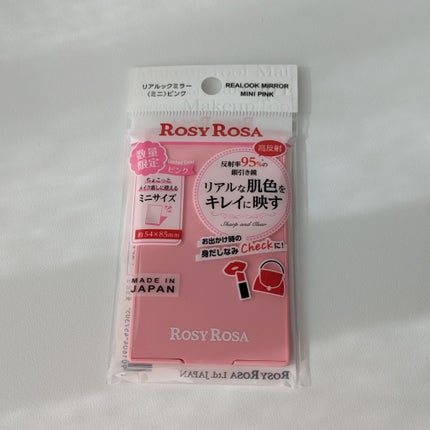 リアルックミラー
〈ミニ〉ピンク
REALOOK MIRROR
MINI PINK
ROSY ROSA
数量
限定
Limited Color
ピンク
高反射
反射率95%の
銀引き鏡
リアルな肌色を
キレイに映す
Sharp and Clear
ちょこっと
メイク直しに使える
ミニサイズ
約54×85mm
お出かけ時の
身だしなみCheckに!
MADE IN
JAPAN
ROSY ROSA
ROSY ROSA Ltd. JAPAN